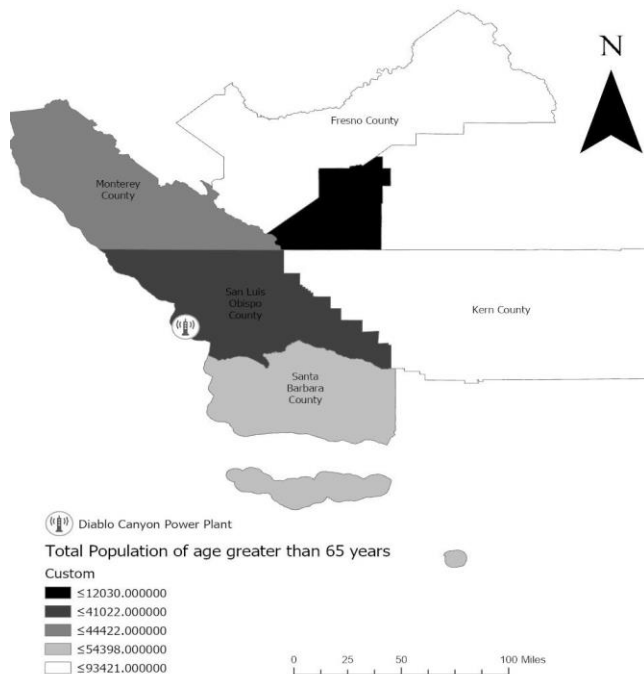 N
Fresno County
Monterey
County
San Luis
Obispo
County
Kern County
Santa
Barbara
County
Diablo Canyon Power Plant
Total Population of age greater than 65 years
Custom
≤12030.000000
≤41022.000000
≤44422.000000
≤54398.000000
≤93421.000000
0 25 50 100 Miles